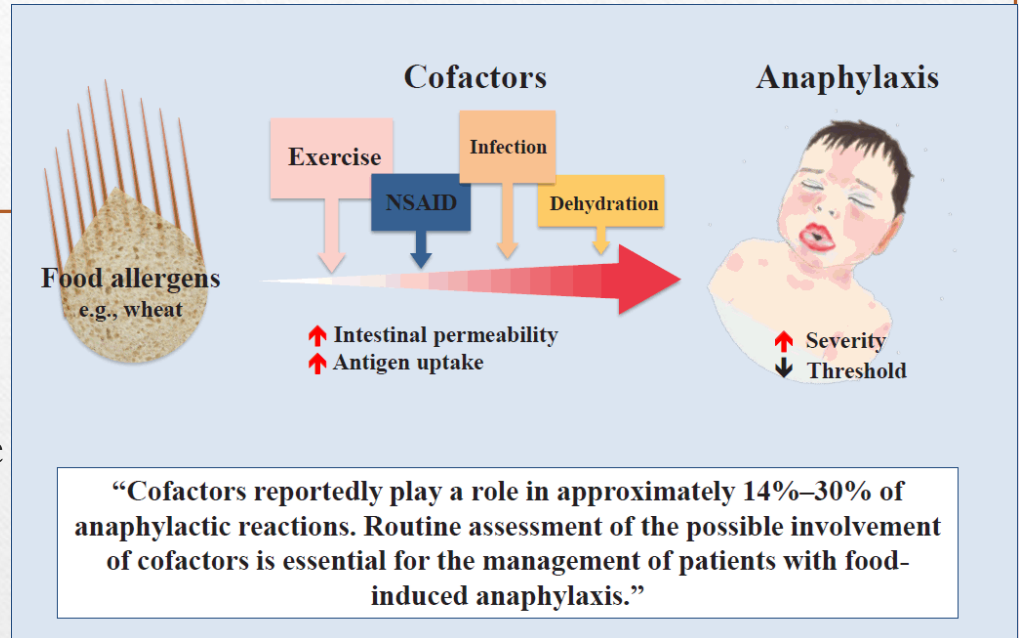 Cofactors
Anaphylaxis
Exercise
Infection
NSAID
Dehydration
Food allergens
e.g., wheat
↑ Intestinal permeability
↑ Antigen uptake
↑ Severity
↓ Threshold
“Cofactors reportedly play a role in approximately 14%–30% of
anaphylactic reactions. Routine assessment of the possible involvement
of cofactors is essential for the management of patients with food-
induced anaphylaxis.”